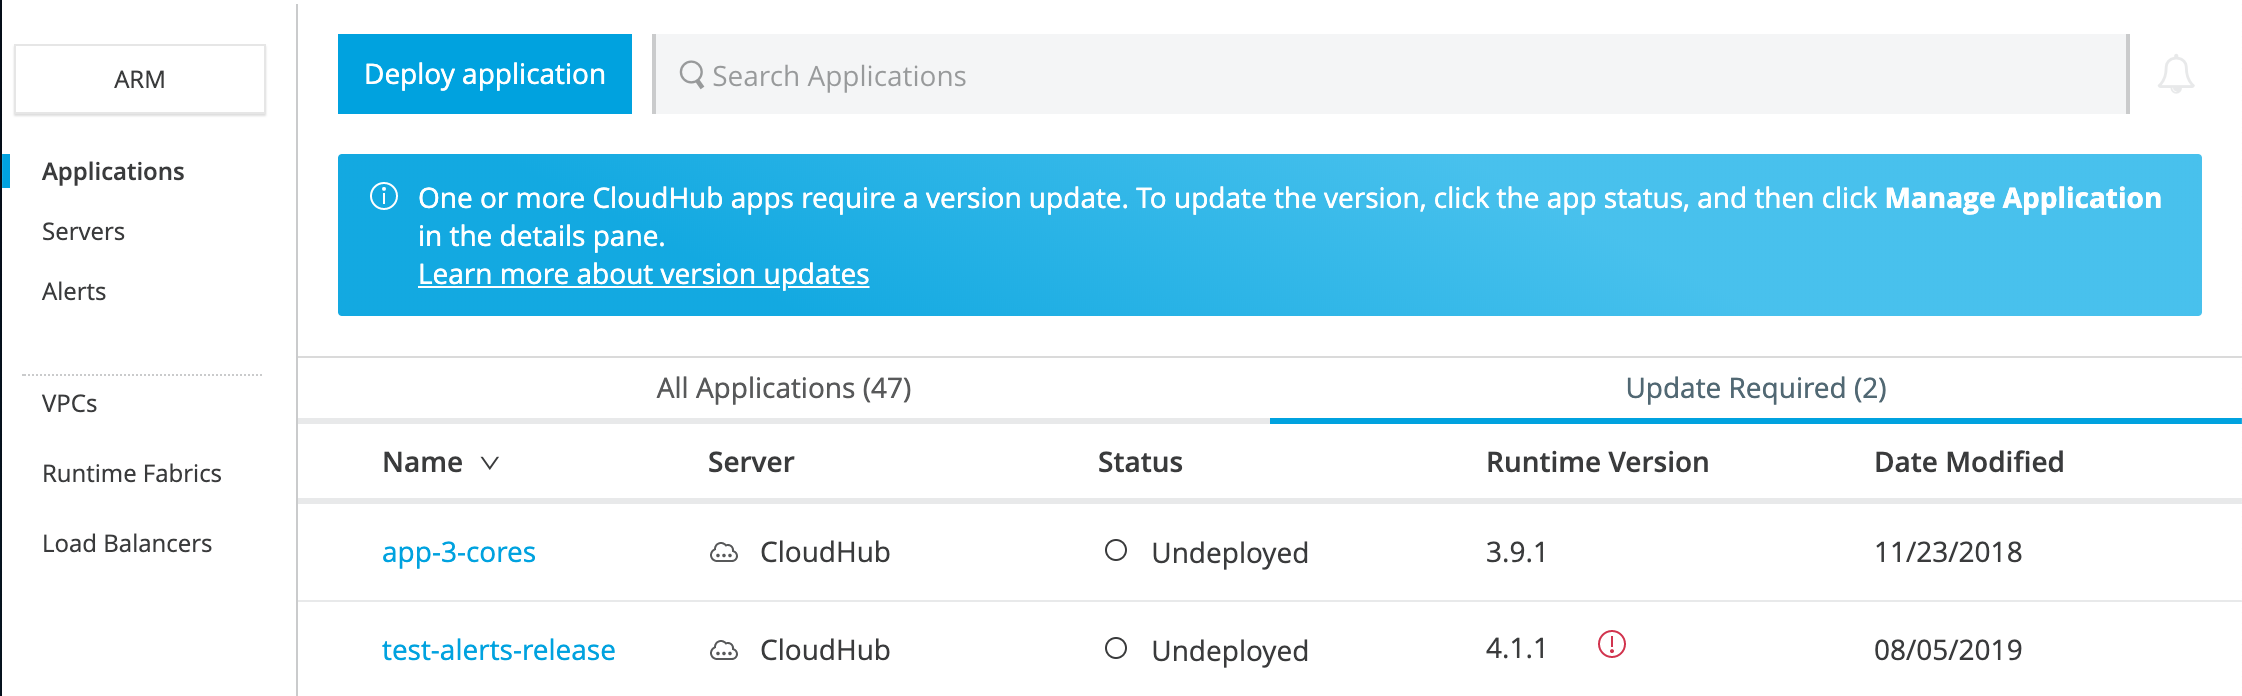 ARM
Applications
Servers
Alerts
VPCs
Runtime Fabrics
Load Balancers
Deploy application
Search Applications
One or more CloudHub apps require a version update. To update the version, click the app status, and then click Manage Application
in the details pane.
Learn more about version updates
All Applications (47) Update Required (2)
Name Server Status Runtime Version Date Modified
app-3-cores CloudHub Undeployed 3.9.1 11/23/2018
test-alerts-release CloudHub Undeployed 4.1.1 08/05/2019